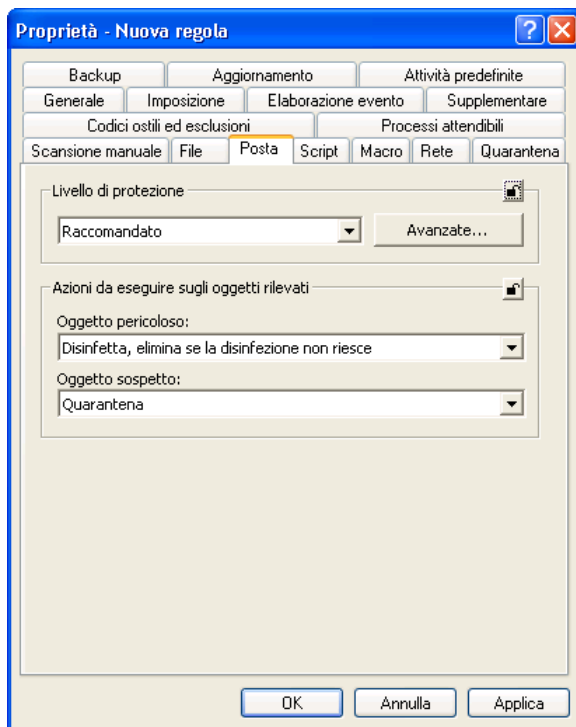 Proprietà - Nuova regola
Backup Aggiornamento Attività predefinite
Generale Imposizione Elaborazione evento Supplementare
Codici ostili ed esclusioni Processi attendibili
Scansione manuale File Posta Script Macro Rete Quarantena
Livello di protezione
Raccomandato Avanzate...
Azioni da eseguire sugli oggetti rilevati
Oggetto pericoloso:
Disinfetta, elimina se la disinfezione non riesce
Oggetto sospetto:
Quarantena
OK Annulla Applica